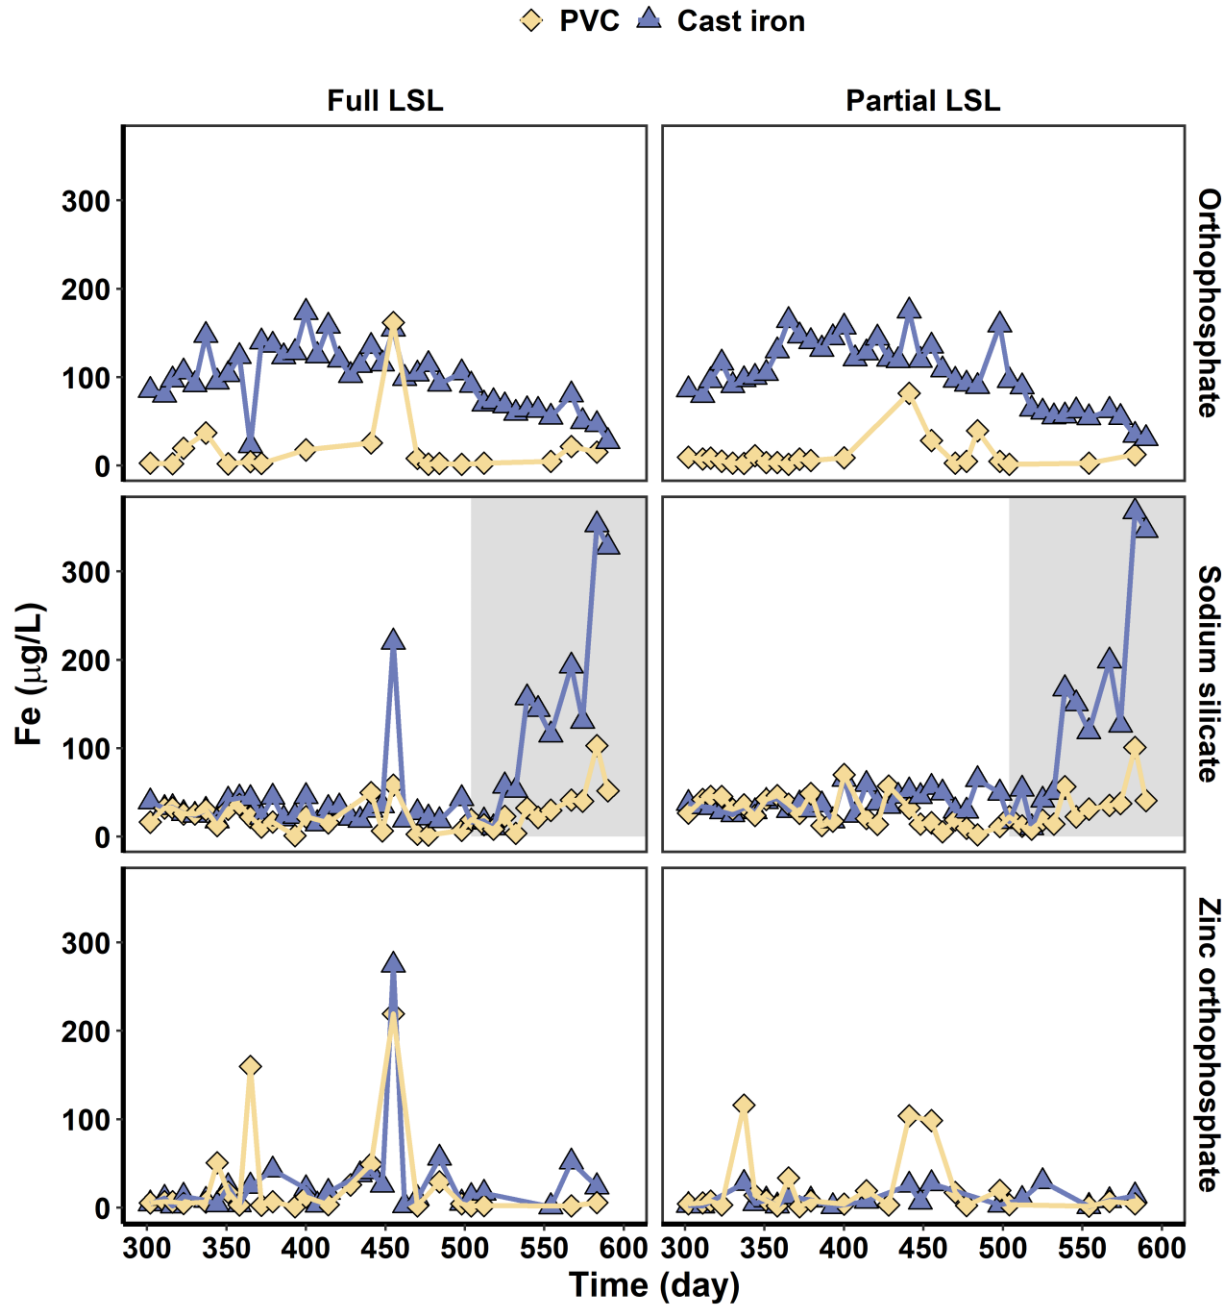 PVC Cast iron
Full LSL Partial LSL
300
200
100
0
Orthophosphate
300
200
100
0
Sodium silicate
300
200
100
0
Zinc orthophosphate
Fe (µg/L)
300 350 400 450 500 550 600 300 350 400 450 500 550 600
Time (day)